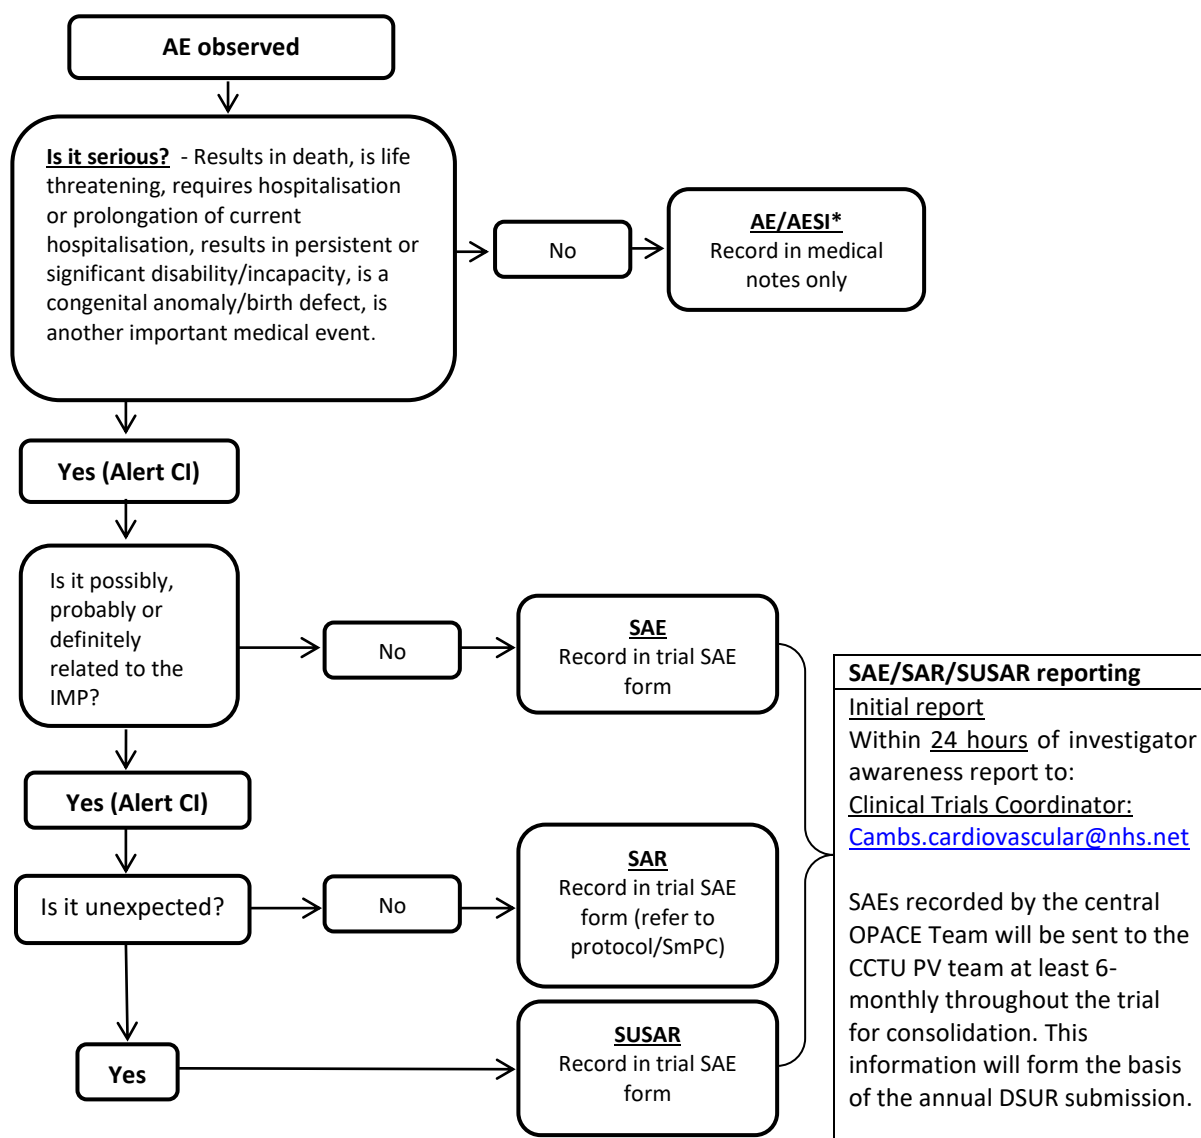 AE observed
Is it serious? - Results in death, is life
threatening, requires hospitalisation
or prolongation of current
hospitalisation, results in persistent or
significant disability/incapacity, is a
congenital anomaly/birth defect, is
another important medical event.
No
AE/AESI*
Record in medical
notes only
Yes (Alert CI)
Is it possibly,
probably or
definitely
related to the
IMP?
No
SAE
Record in trial SAE
form
Yes (Alert CI)
Is it unexpected?
No
SAR
Record in trial SAE
form (refer to
protocol/SmPC)
Yes
SUSAR
Record in trial SAE
form
SAE/SAR/SUSAR reporting
Initial report
Within 24 hours of investigator
awareness report to:
Clinical Trials Coordinator:
Cambs.cardiovascular@nhs.net
SAEs recorded by the central
OPACE Team will be sent to the
CCTU PV team at least 6-
monthly throughout the trial
for consolidation. This
information will form the basis
of the annual DSUR submission.